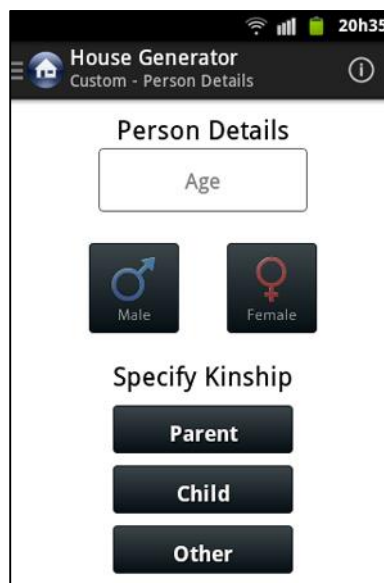 20h35
House Generator
Custom - Person Details
Person Details
Age
Male
Female
Specify Kinship
Parent
Child
Other